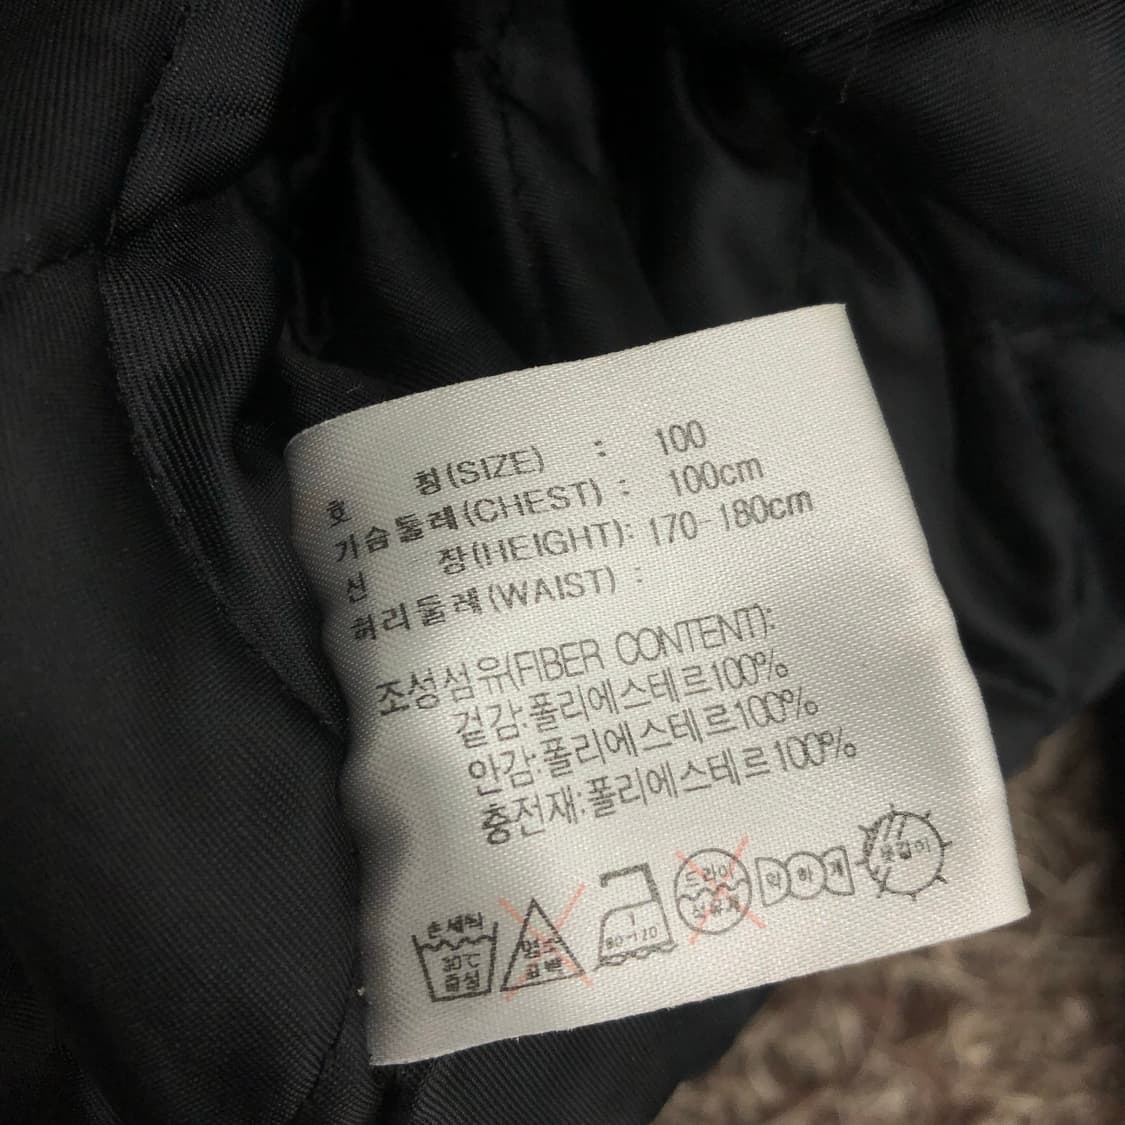 호 칭(SIZE) : 100
가슴둘레(CHEST) : 100cm
신 장(HEIGHT): 170-180cm
허리둘레(WAIST) :
조성섬유(FIBER CONTENT):
겉감:폴리에스테르100%
안감:폴리에스테르100%
충전재:폴리에스테르100%
손세탁 30℃ 중성
염소 표백
1 80-120
드라이
약하게
뉘걸이